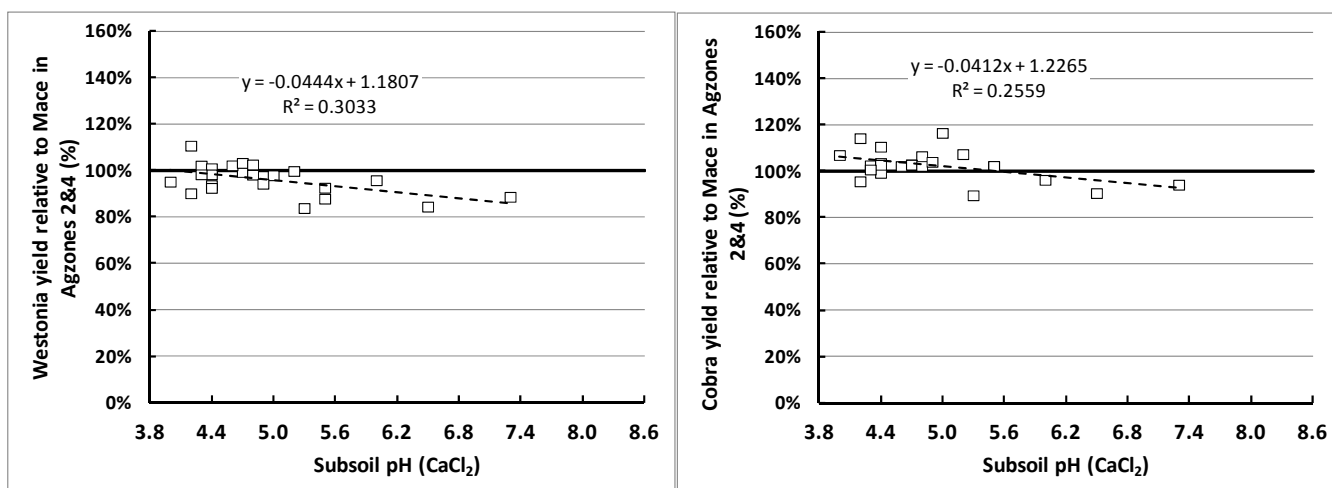 160%
140%
120%
100%
80%
60%
40%
20%
0%
Westonia yield relative to Mace in
Agzones 2&4 (%)
y = -0.0444x + 1.1807
R² = 0.3033
3.8 4.4 5.0 5.6 6.2 6.8 7.4 8.0 8.6
Subsoil pH (CaCl₂)
160%
140%
120%
100%
80%
60%
40%
20%
0%
Cobra yield relative to Mace in Agzones
2&4 (%)
y = -0.0412x + 1.2265
R² = 0.2559
3.8 4.4 5.0 5.6 6.2 6.8 7.4 8.0 8.6
Subsoil pH (CaCl₂)